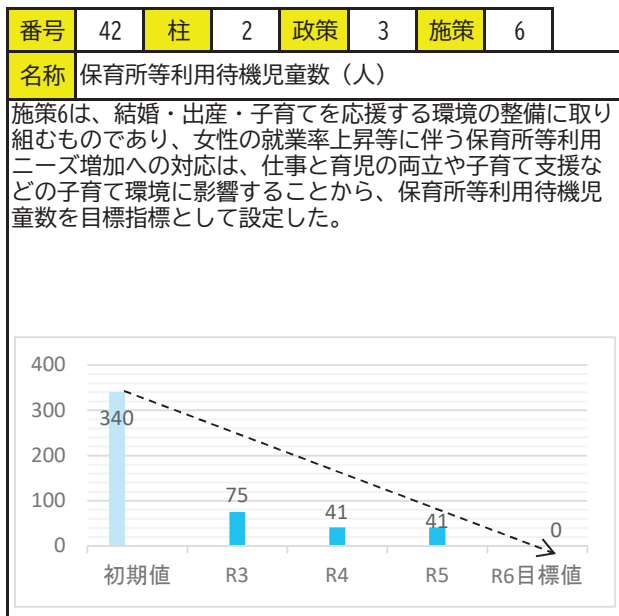 番号 42 柱 2 政策 3 施策 6
名称 保育所等利用待機児童数（人）
施策6は、結婚・出産・子育てを応援する環境の整備に取り
組むものであり、女性の就業率上昇等に伴う保育所等利用
ニーズ増加への対応は、仕事と育児の両立や子育て支援な
どの子育て環境に影響することから、保育所等利用待機児
童数を目標指標として設定した。
400
300
200
100
0
340
75
41
41
0
初期値 R3 R4 R5 R6目標値